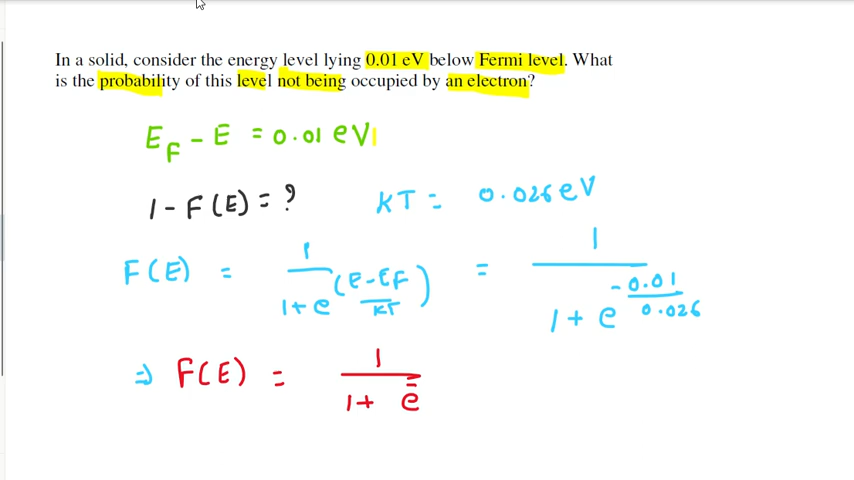 In a solid, consider the energy level lying 0.01 eV below Fermi level. What
is the probability of this level not being occupied by an electron?
E_F - E = 0.01 eV
1 - F(E) = ?   KT = 0.026 eV
F(E) = 1/(1 + e^((E-EF)/KT)) = 1/(1 + e^(-0.01/0.026))
⇒ F(E) = 1/(1 + e^-)